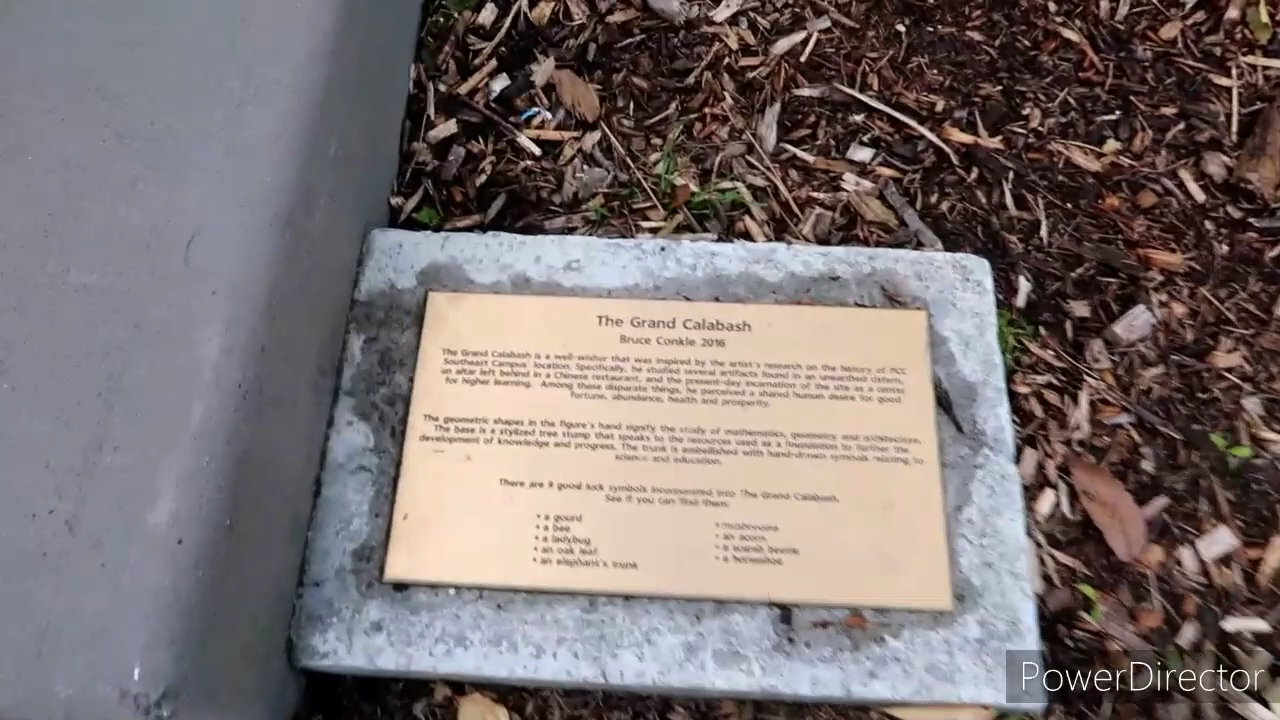 The Grand Calabash
Bruce Conkle 2016
The Grand Calabash is a well-wisher that was inspired by the artist's research on the history of PCC
Southeast Campus' location. Specifically, he studied several artifacts found in an unearthed cistern,
an altar left behind in a Chinese restaurant, and the present-day incarnation of the site as a center
for higher learning. Among these disparate things, he perceived a shared human desire for good
fortune, abundance, health and prosperity.
The geometric shapes in the figure's hand signify the study of mathematics, geometry and architecture.
The base is a stylized tree stump that speaks to the resources used as a foundation to further the
development of knowledge and progress. The trunk is embellished with hand-drawn symbols relating to
science and education.
There are 9 good luck symbols incorporated into The Grand Calabash.
See if you can find them:
• a gourd
• a bee
• a ladybug
• an oak leaf
• an elephant's trunk
• mushrooms
• an acorn
• a scarab beetle
• a horseshoe
PowerDirector